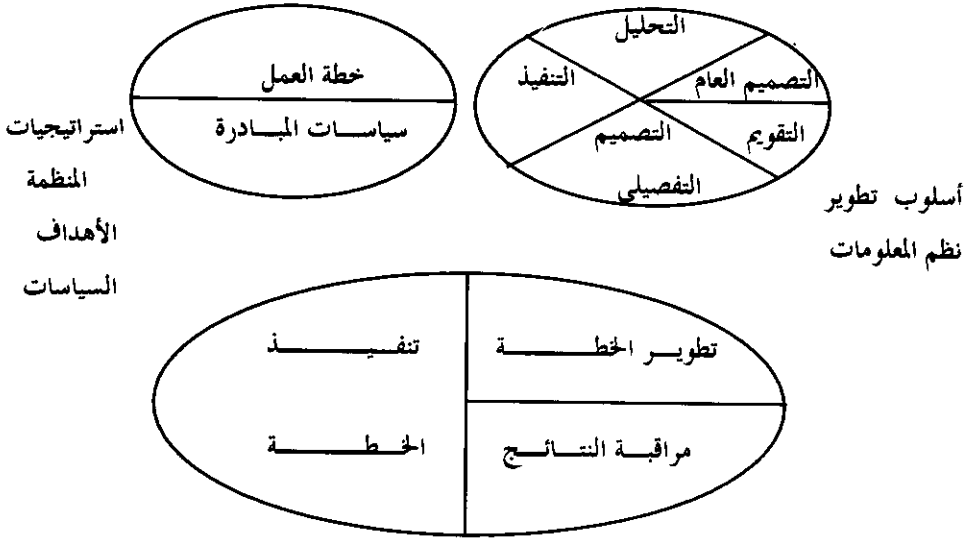 التحليل
التصميم العام
التنفيذ
التقويم
التصميم
التفصيلي
أسلوب تطوير
نظم المعلومات
خطة العمل
سياسات المبادرة
استراتيجيات
المنظمة
الأهداف
السياسات
تطوير الخطة
مراقبة النتائج
تنفيذ
الخطة